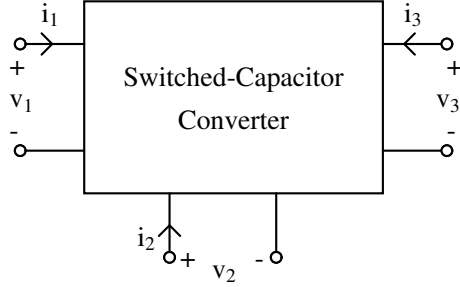 i1 i3
+ +
Switched-Capacitor
v1 v3
Converter
- -
i2
+ v2 -